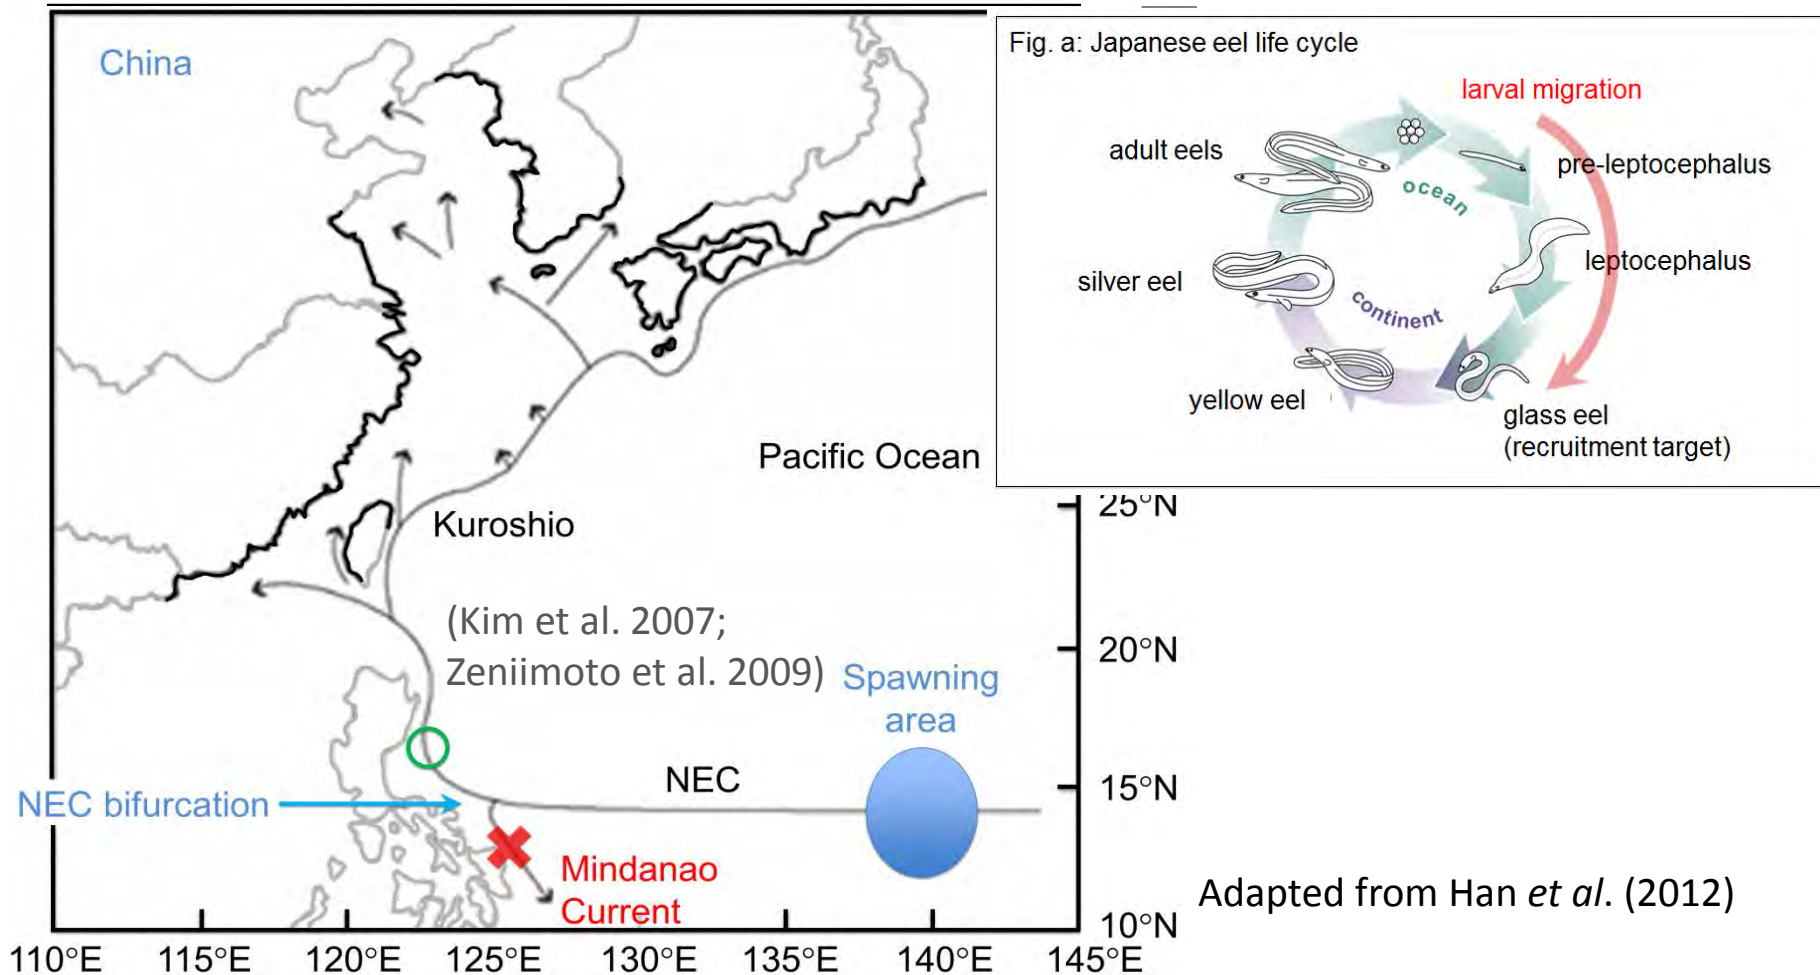 China
Fig. a: Japanese eel life cycle
larval migration
adult eels
pre-leptocephalus
ocean
leptocephalus
silver eel
continent
yellow eel
glass eel
(recruitment target)
Pacific Ocean
25°N
Kuroshio
(Kim et al. 2007;
Zeniimoto et al. 2009)
20°N
Spawning
area
NEC
15°N
NEC bifurcation
Mindanao
Current
Adapted from Han et al. (2012)
10°N
110°E 115°E 120°E 125°E 130°E 135°E 140°E 145°E